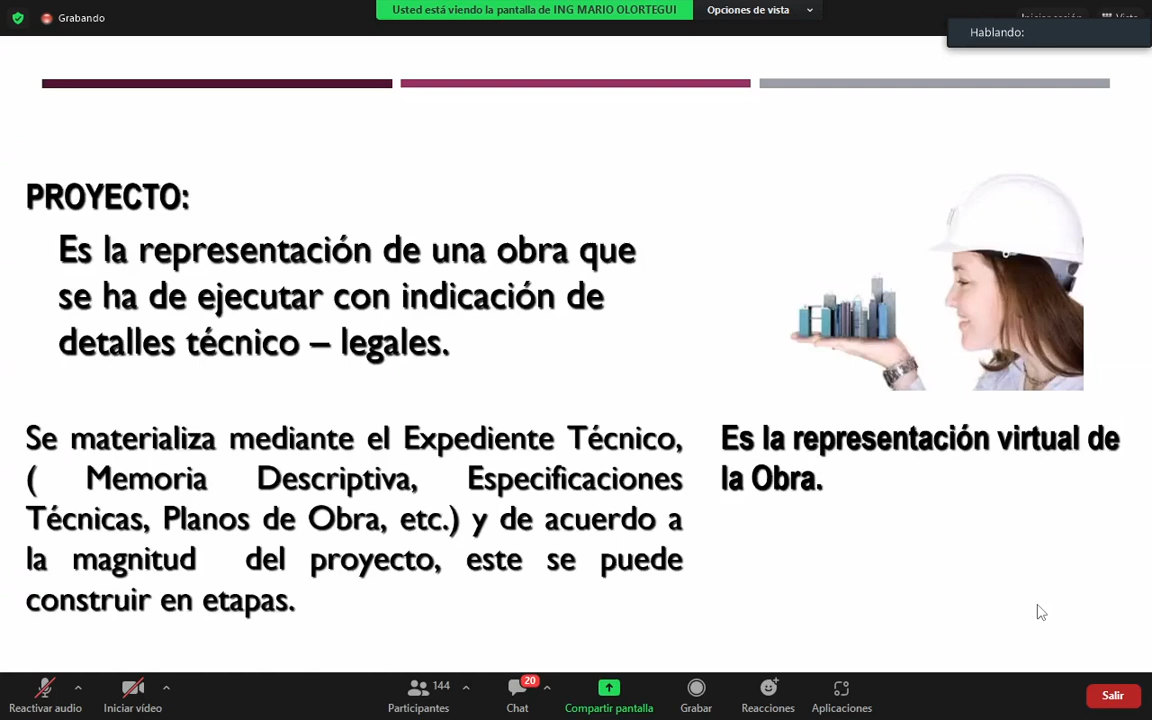 Grabando
Usted está viendo la pantalla de ING MARIO OLORTEGUI
Opciones de vista
Hablando:
PROYECTO:
Es la representación de una obra que
se ha de ejecutar con indicación de
detalles técnico – legales.
Se materializa mediante el Expediente Técnico,
( Memoria Descriptiva, Especificaciones
Técnicas, Planos de Obra, etc.) y de acuerdo a
la magnitud del proyecto, este se puede
construir en etapas.
Es la representación virtual de
la Obra.
Reactivar audio
Iniciar vídeo
144
Participantes
20
Chat
Compartir pantalla
Grabar
Reacciones
Aplicaciones
Salir